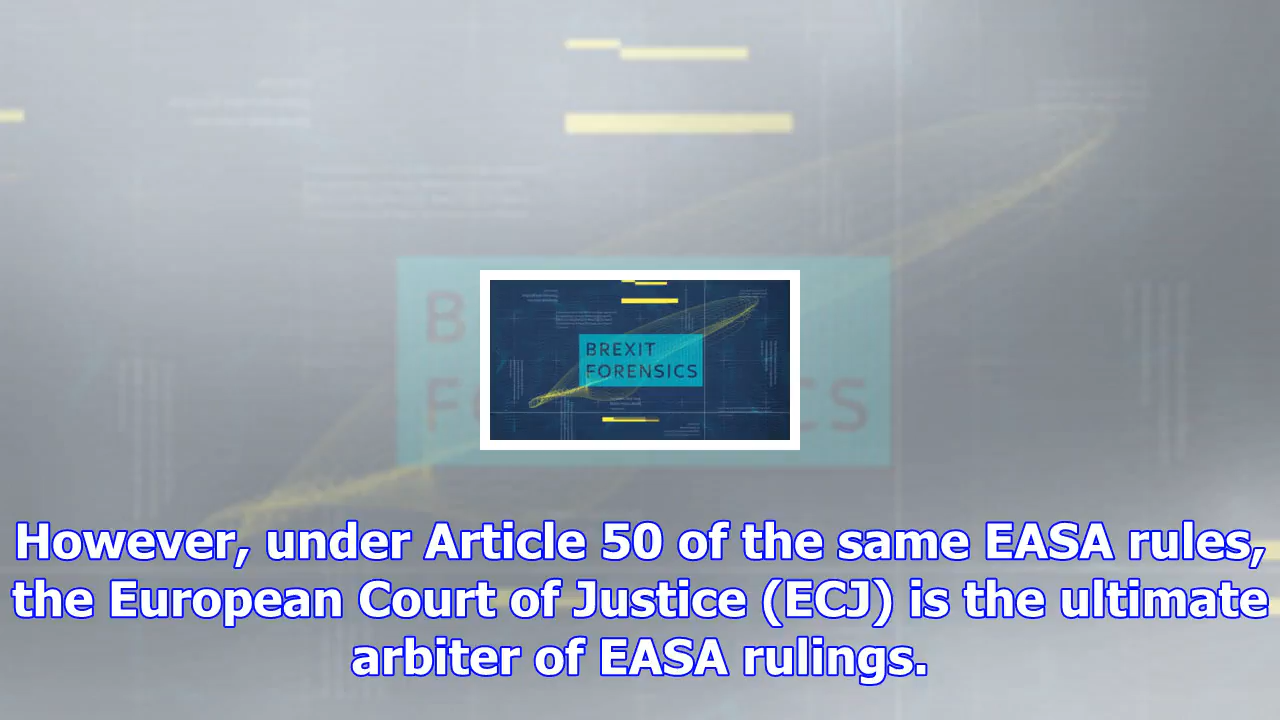 BREXIT
FORENSICS
However, under Article 50 of the same EASA rules,
the European Court of Justice (ECJ) is the ultimate
arbiter of EASA rulings.